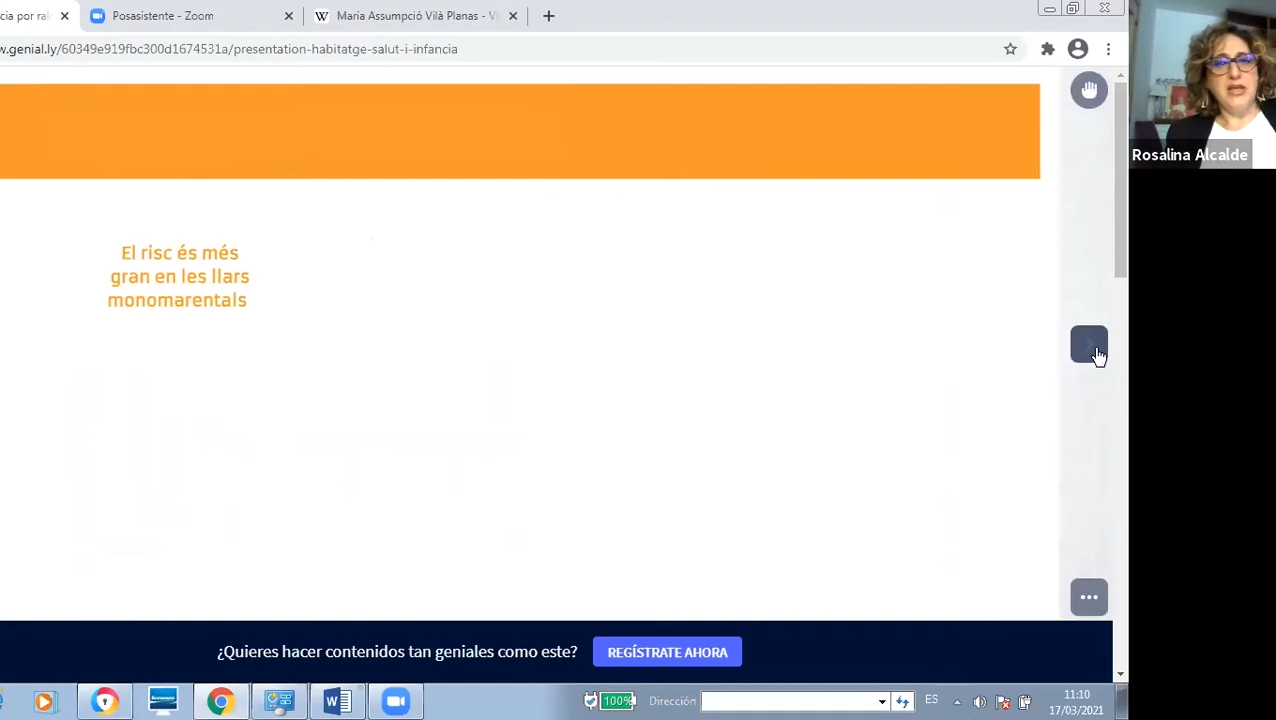 cia por ra
Posasistente - Zoom
Maria Assumpció Vilà Planas - Vi
w.genial.ly/60349e919fbc300d1674531a/presentation-habitatge-salut-i-infancia
El risc és més
gran en les llars
monomarentals
Rosalina Alcalde
¿Quieres hacer contenidos tan geniales como este?
REGÍSTRATE AHORA
100%
Dirección
ES
11:10
17/03/2021